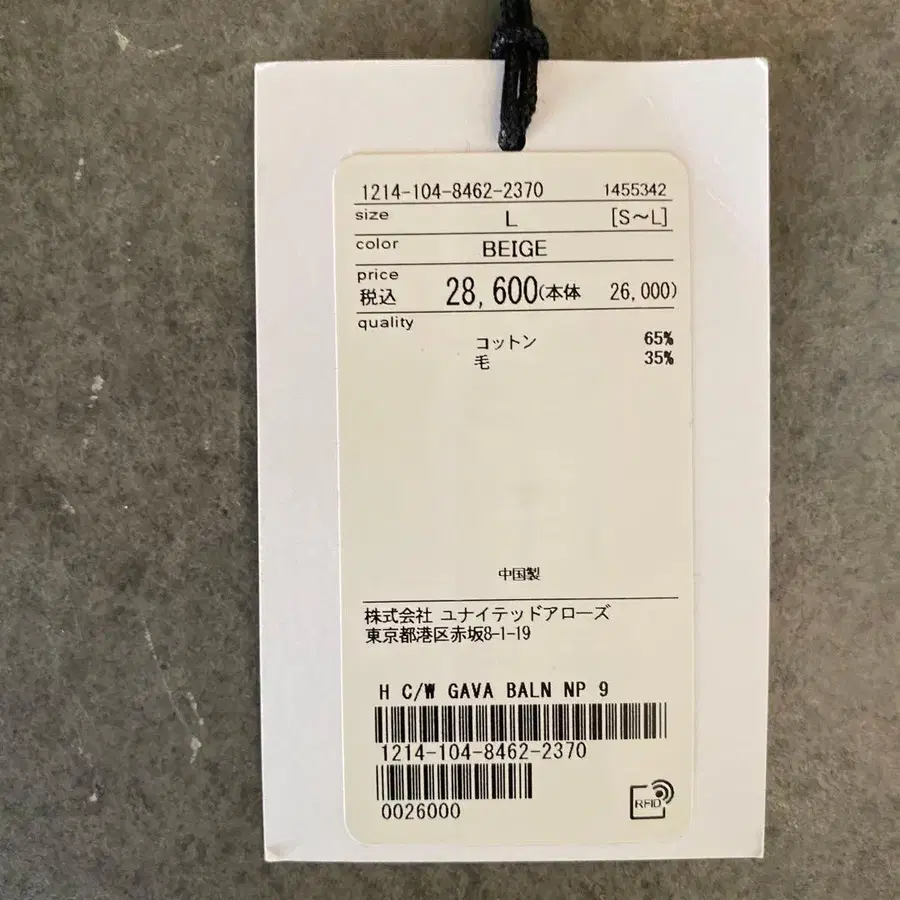 1214-104-8462-2370 1455342
size L [S～L]
color BEIGE
price
税込 28,600(本体 26,000)
quality
コットン 65%
毛 35%
中国製
株式会社 ユナイテッドアローズ
東京都港区赤坂8-1-19
H C/W GAVA BALN NP 9
1214-104-8462-2370
0026000
RFID